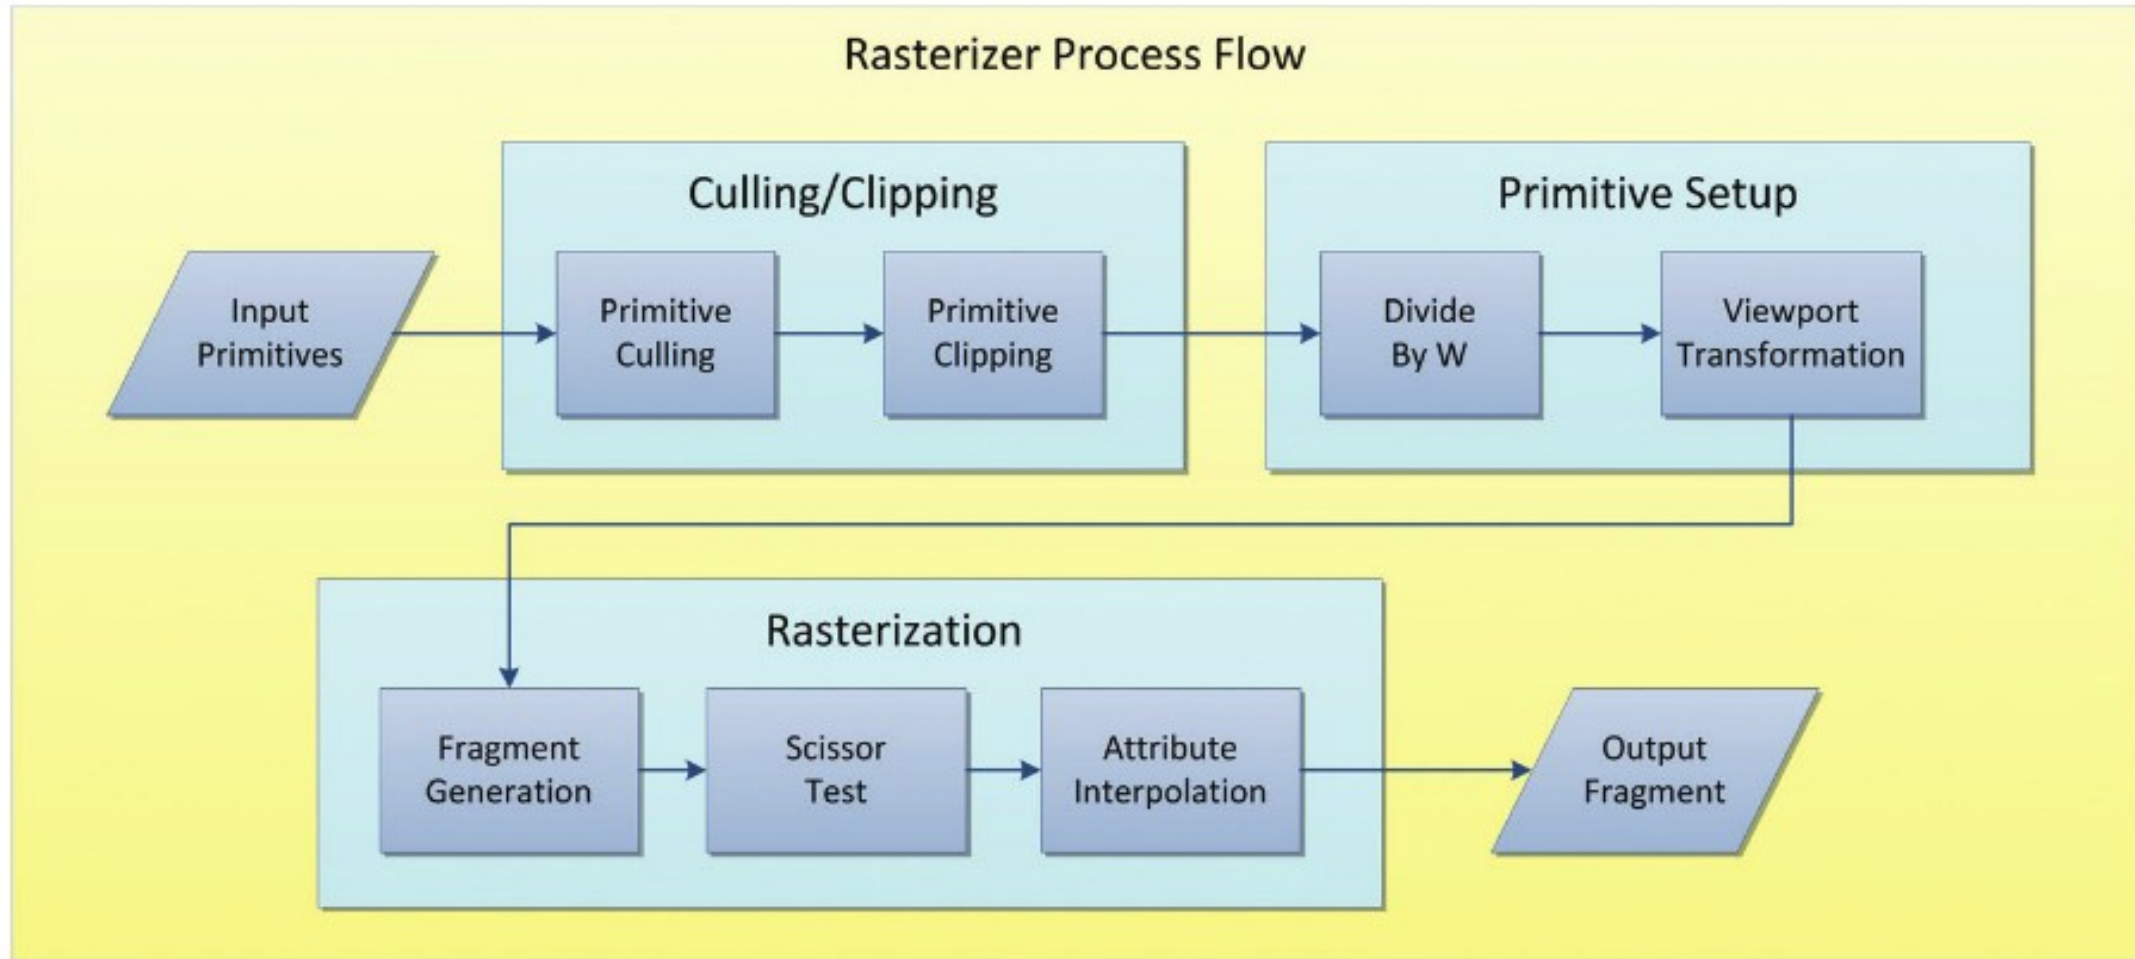 Rasterizer Process Flow
Culling/Clipping
Primitive Setup
Input
Primitives
Primitive
Culling
Primitive
Clipping
Divide
By W
Viewport
Transformation
Rasterization
Fragment
Generation
Scissor
Test
Attribute
Interpolation
Output
Fragment